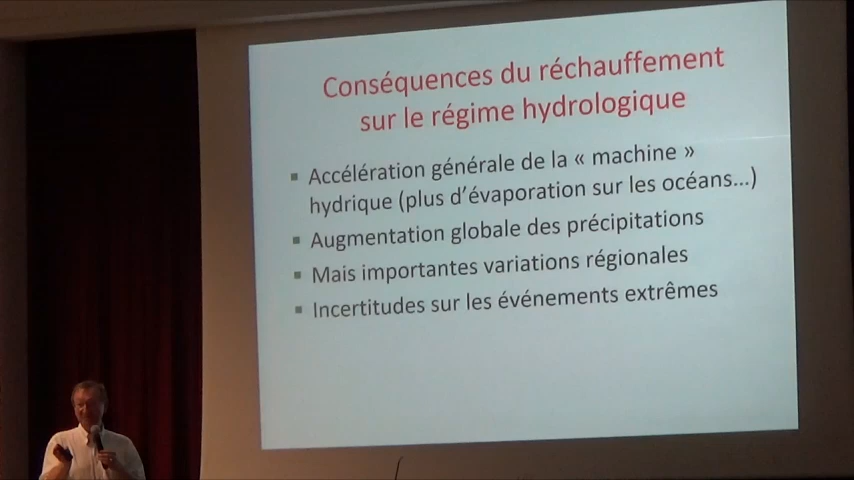 Conséquences du réchauffement
sur le régime hydrologique
▪ Accélération générale de la « machine »
hydrique (plus d’évaporation sur les océans...)
▪ Augmentation globale des précipitations
▪ Mais importantes variations régionales
▪ Incertitudes sur les événements extrêmes